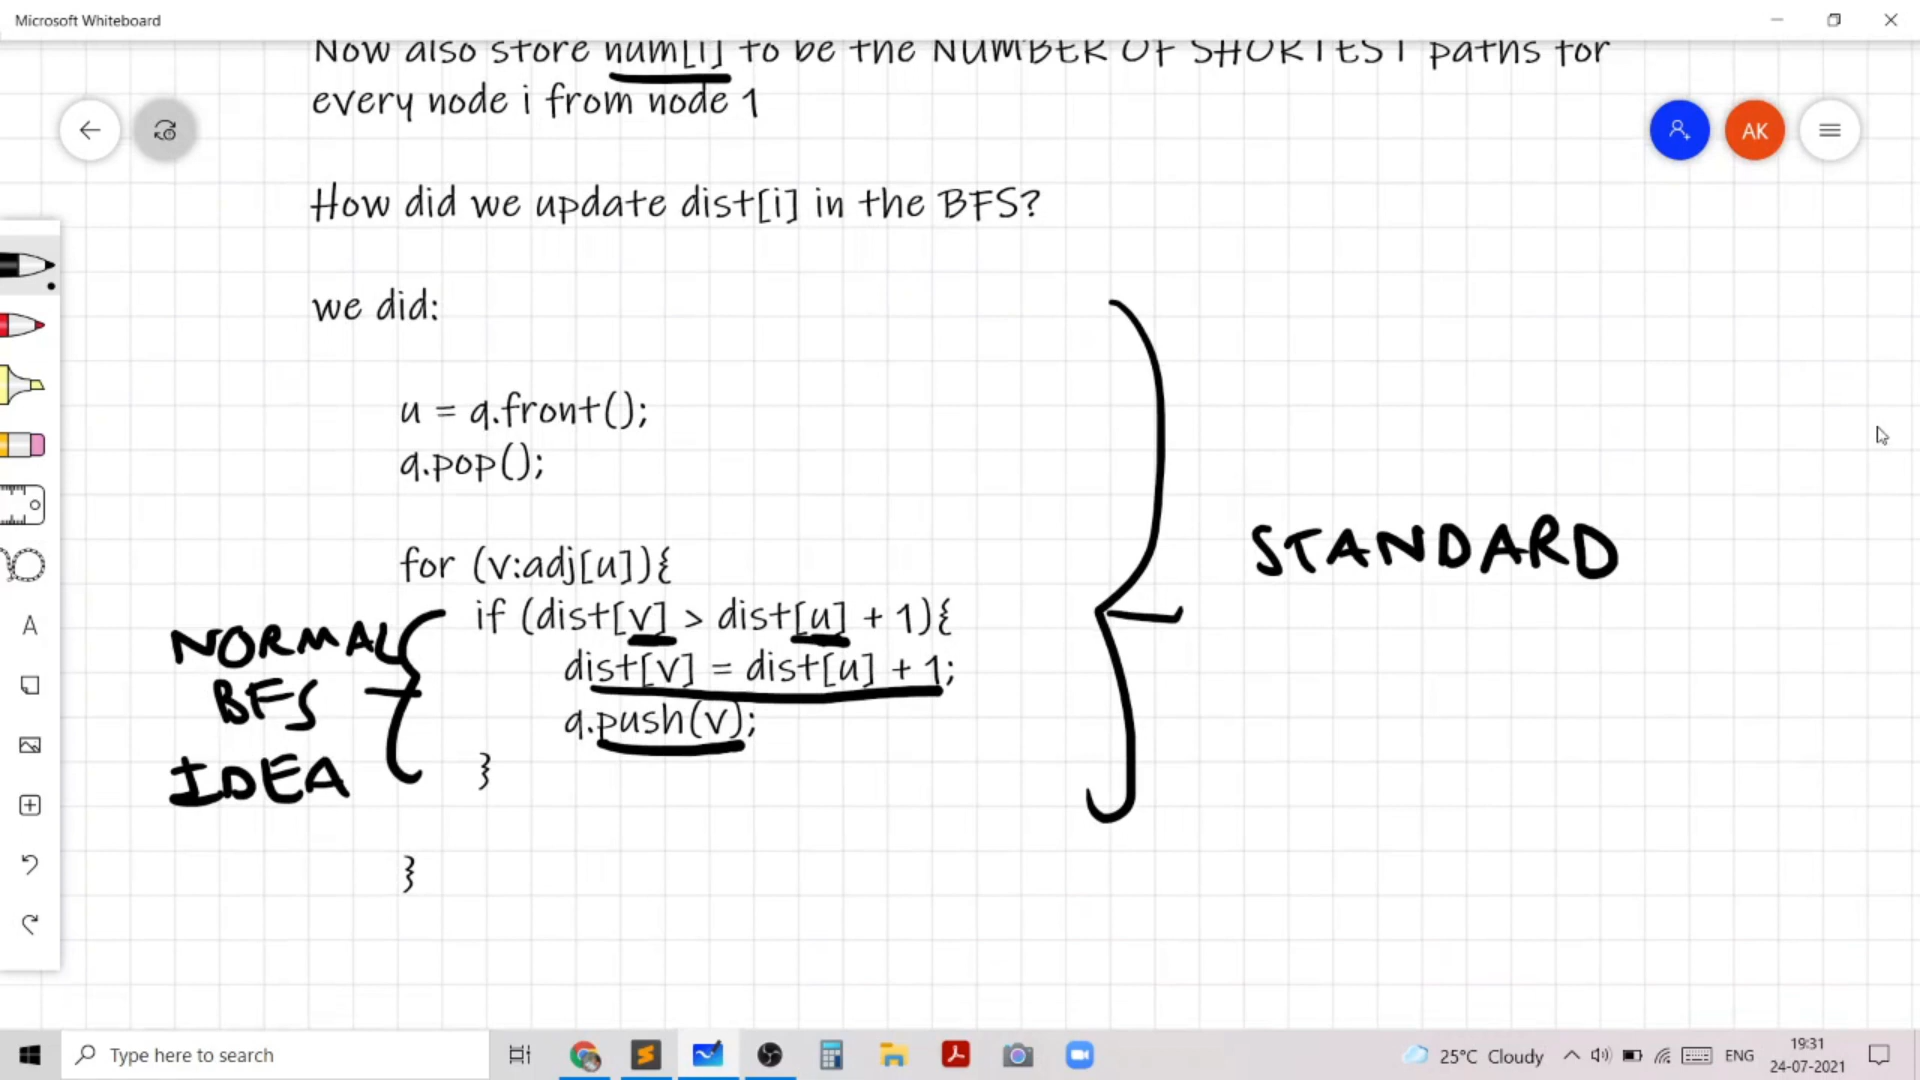 Microsoft Whiteboard
Now also store num[i] to be the NUMBER OF SHORTEST paths for
every node i from node 1
AK
How did we update dist[i] in the BFS?
we did:
u = q.front();
q.pop();
for (v:adj[u]){
if (dist[v] > dist[u] + 1){
dist[v] = dist[u] + 1;
q.push(v);
}
}
NORMAL
BFS
IDEA
STANDARD
A
Type here to search
25°C Cloudy
ENG
19:31
24-07-2021